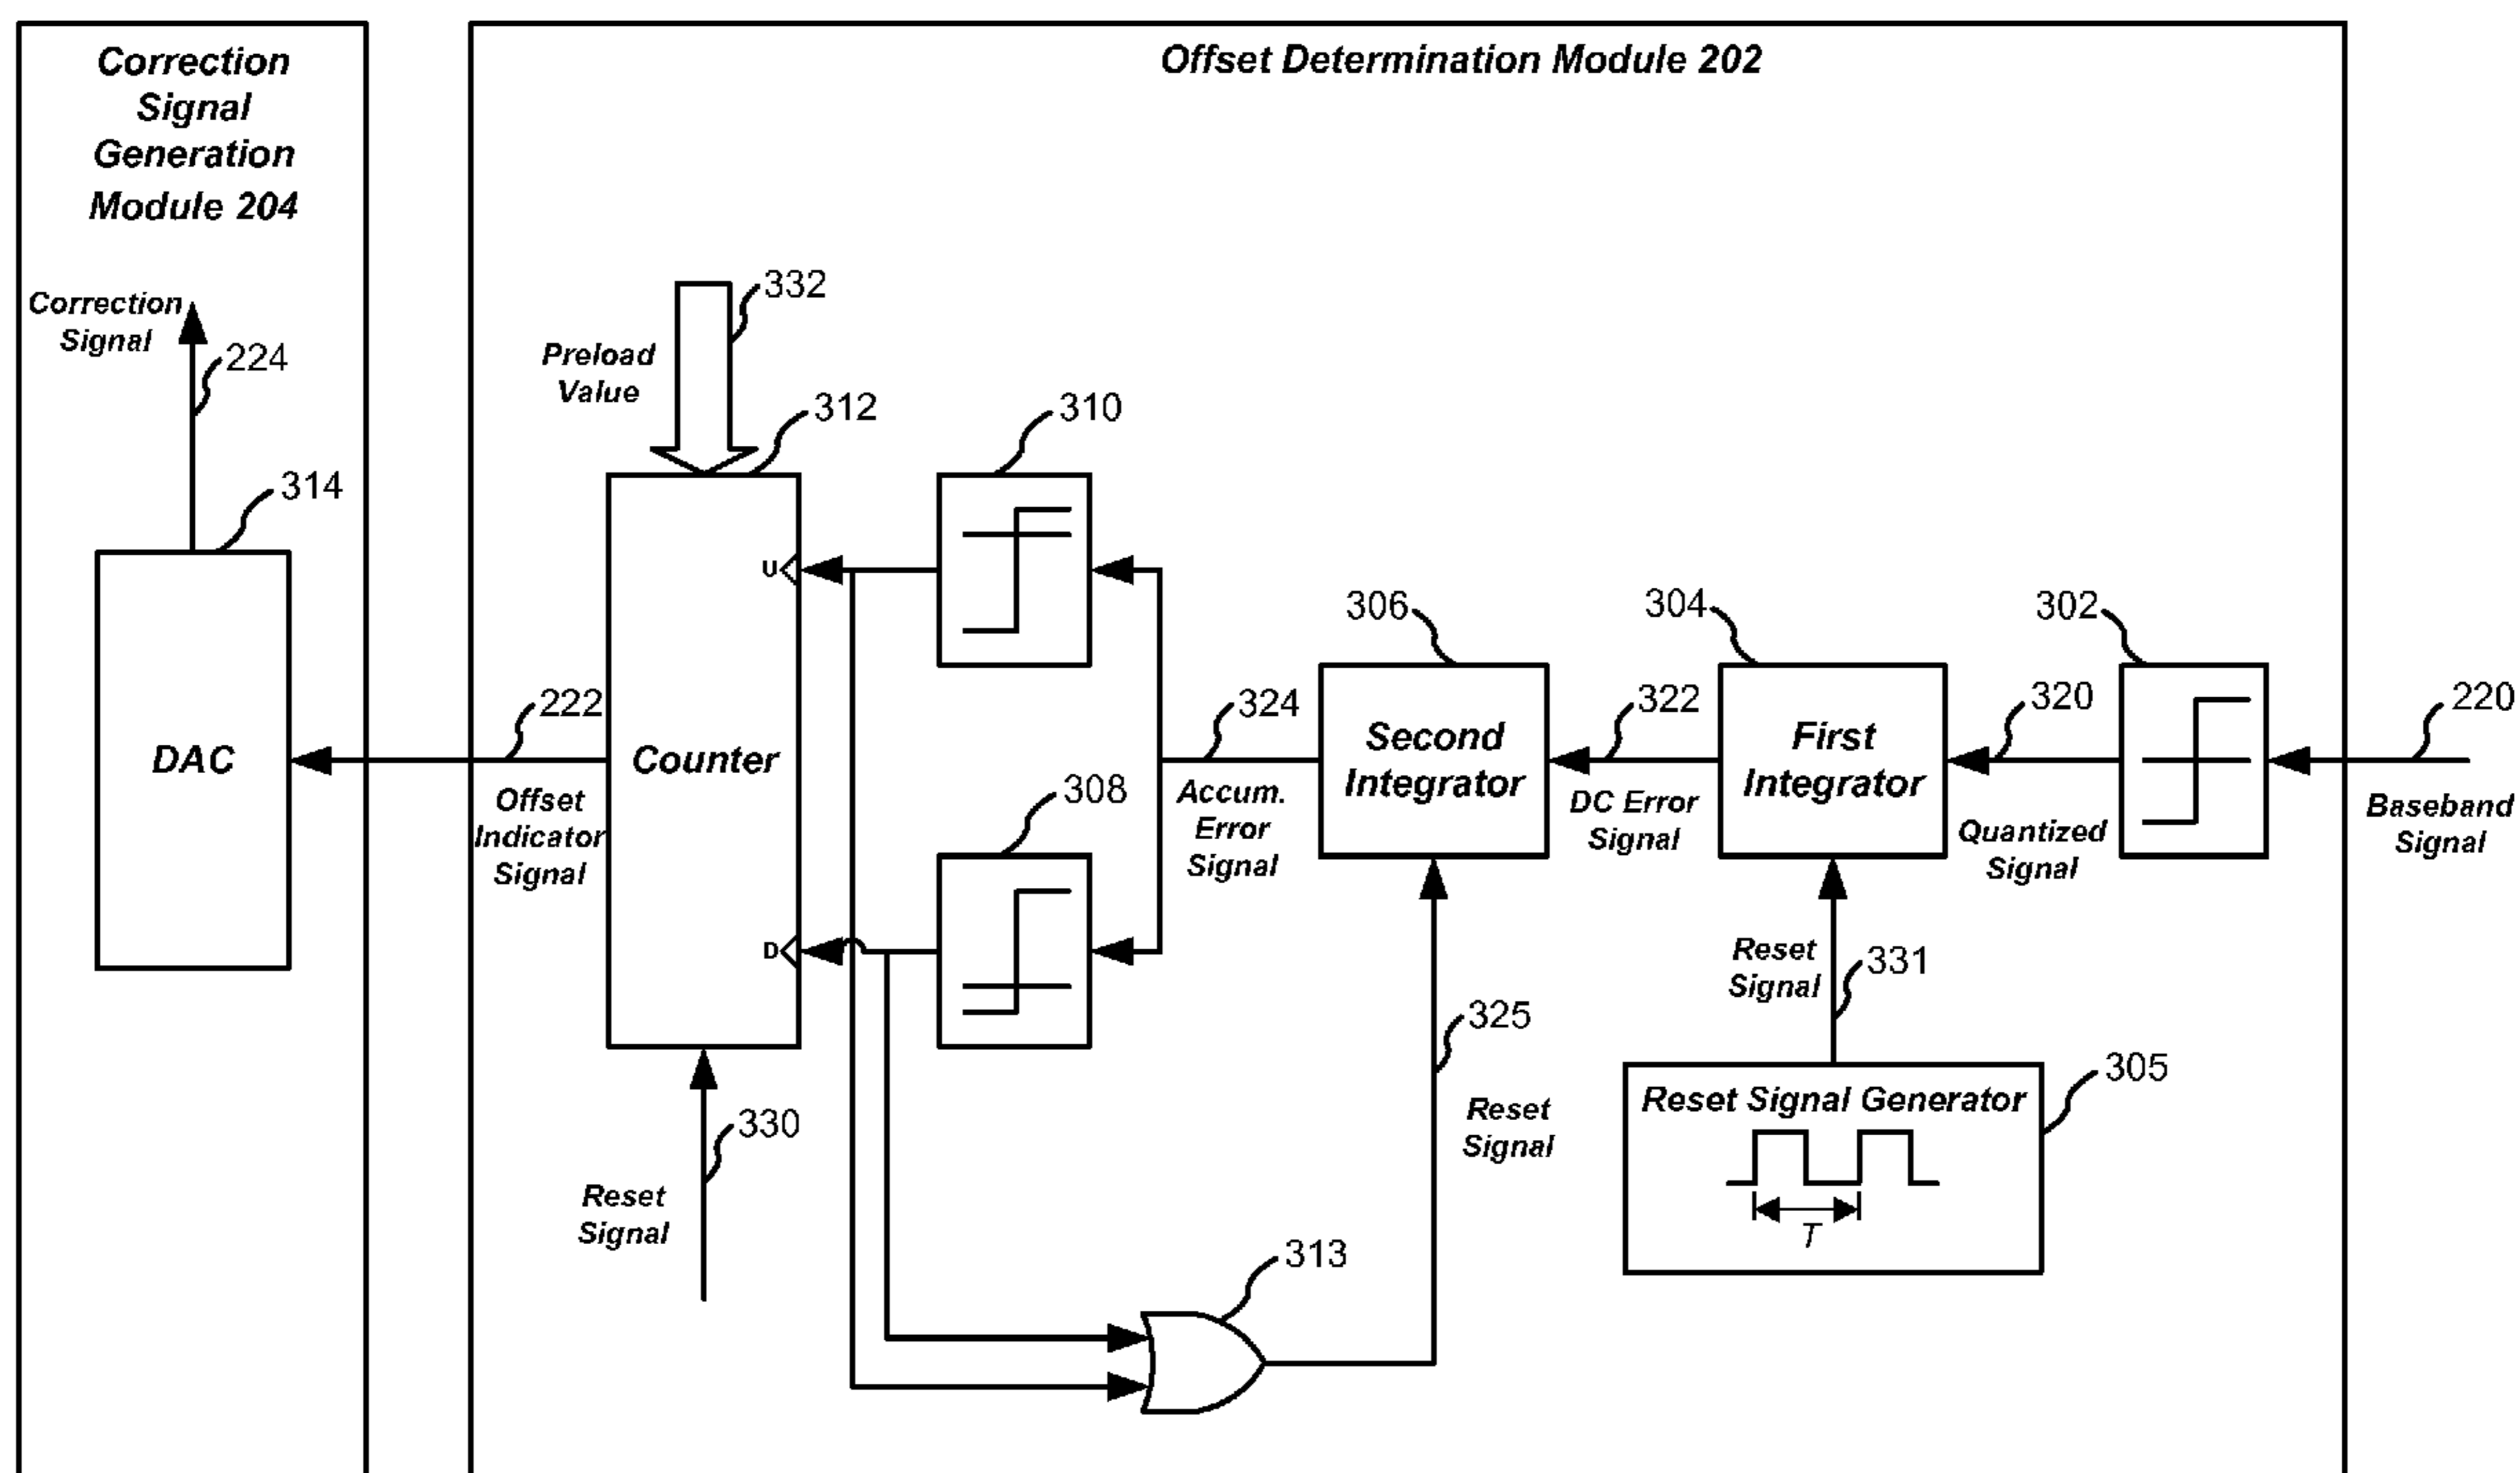 Correction
Signal
Generation
Module 204
Offset Determination Module 202
Correction
Signal
224
314
DAC
332
Preload
Value
312
310
U
Counter
D
222
Offset
Indicator
Signal
308
324
Accum.
Error
Signal
306
Second
Integrator
322
DC Error
Signal
304
First
Integrator
320
Quantized
Signal
302
220
Baseband
Signal
330
Reset
Signal
325
Reset
Signal
Reset
Signal
331
305
Reset Signal Generator
T
313